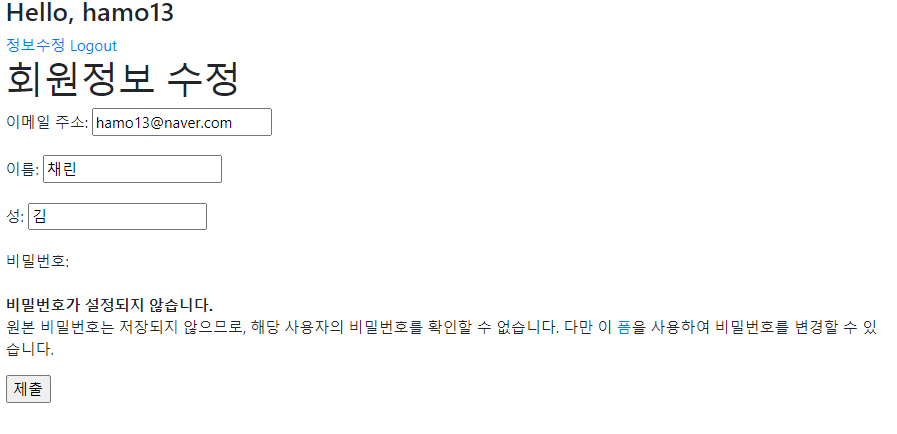 Hello, hamo13
정보수정 Logout
회원정보 수정
이메일 주소: hamo13@naver.com
이름: 채린
성: 김
비밀번호:
비밀번호가 설정되지 않습니다.
원본 비밀번호는 저장되지 않으므로, 해당 사용자의 비밀번호를 확인할 수 없습니다. 다만 이 폼을 사용하여 비밀번호를 변경할 수 있
습니다.
제출